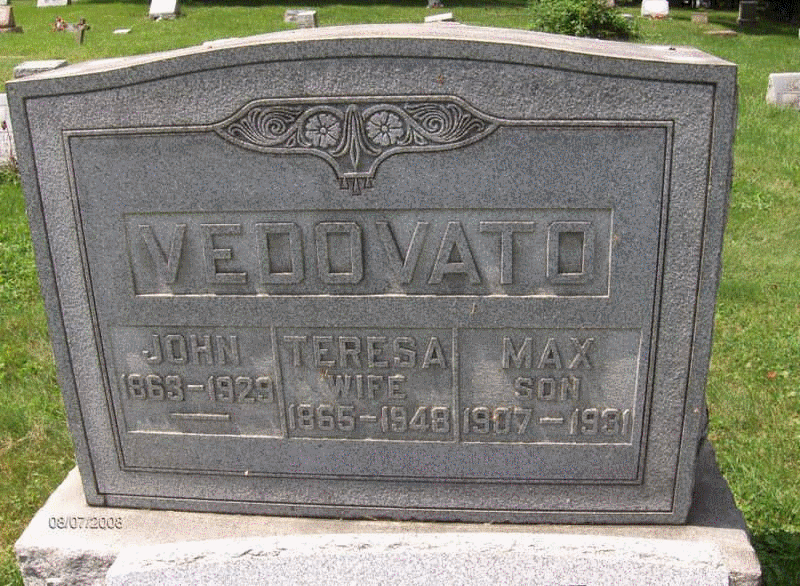 VEDOVATO
JOHN
1863-1929
TERESA
WIFE
1865-1948
MAX
SON
1907-1931
08/07/2008